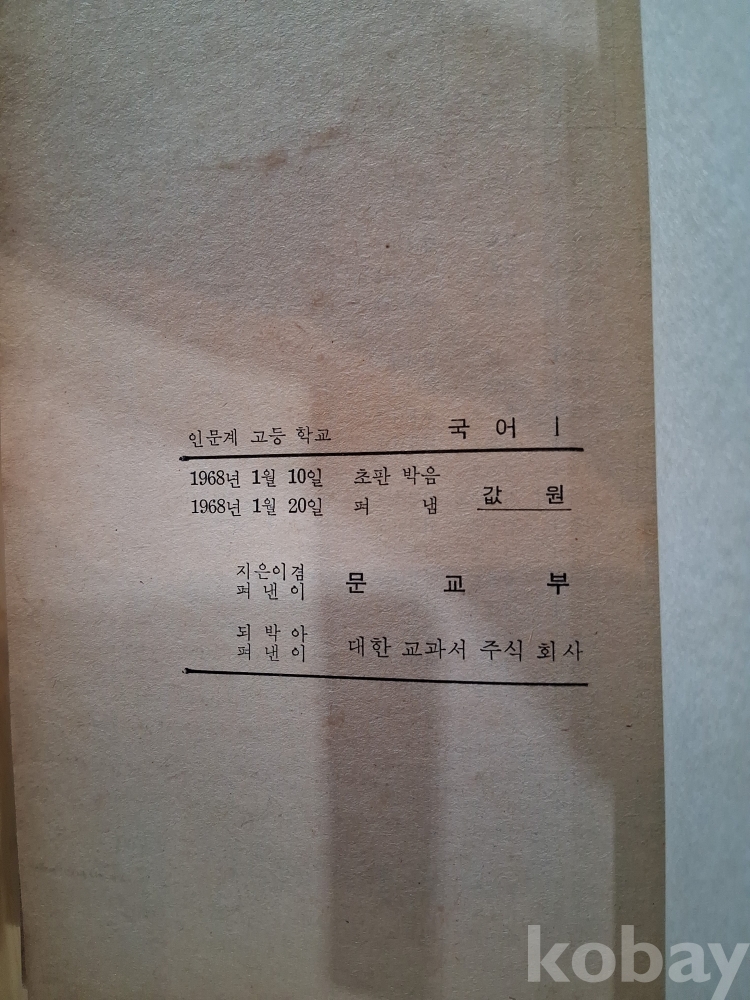 인문계 고등 학교 국 어 Ⅰ
1968년 1월 10일 초판 박음
1968년 1월 20일 펴 냄 값 원
지은이겸
펴 낸 이 문 교 부
되 박 아
펴 낸 이 대한 교과서 주식 회사
kobay